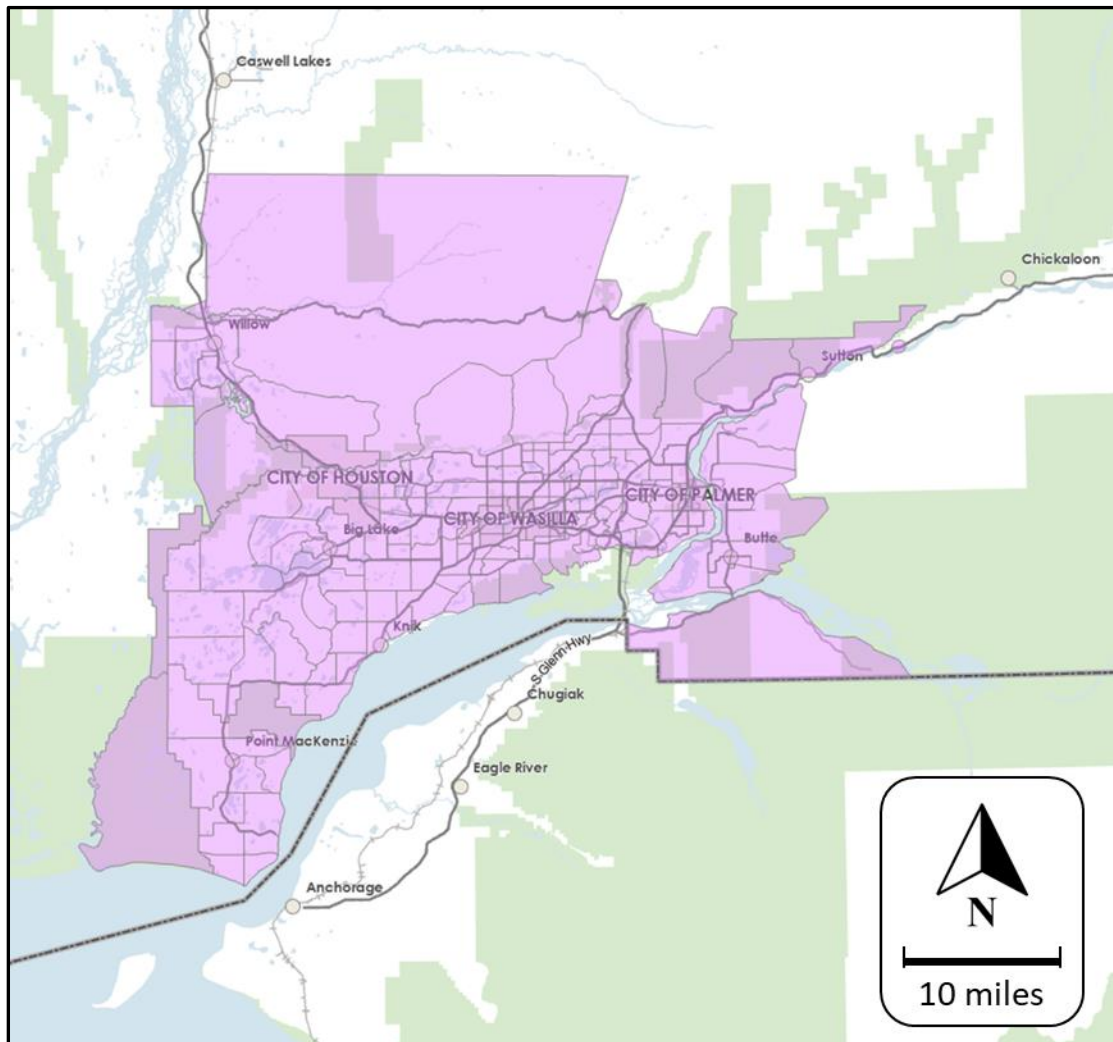 Caswell Lakes
Chickaloon
Willow
Sutton
CITY OF HOUSTON
CITY OF PALMER
CITY OF WASILLA
Big Lake
Butte
Knik
S Glenn Hwy
Chugiak
Point MacKenzie
Eagle River
Anchorage
N
10 miles